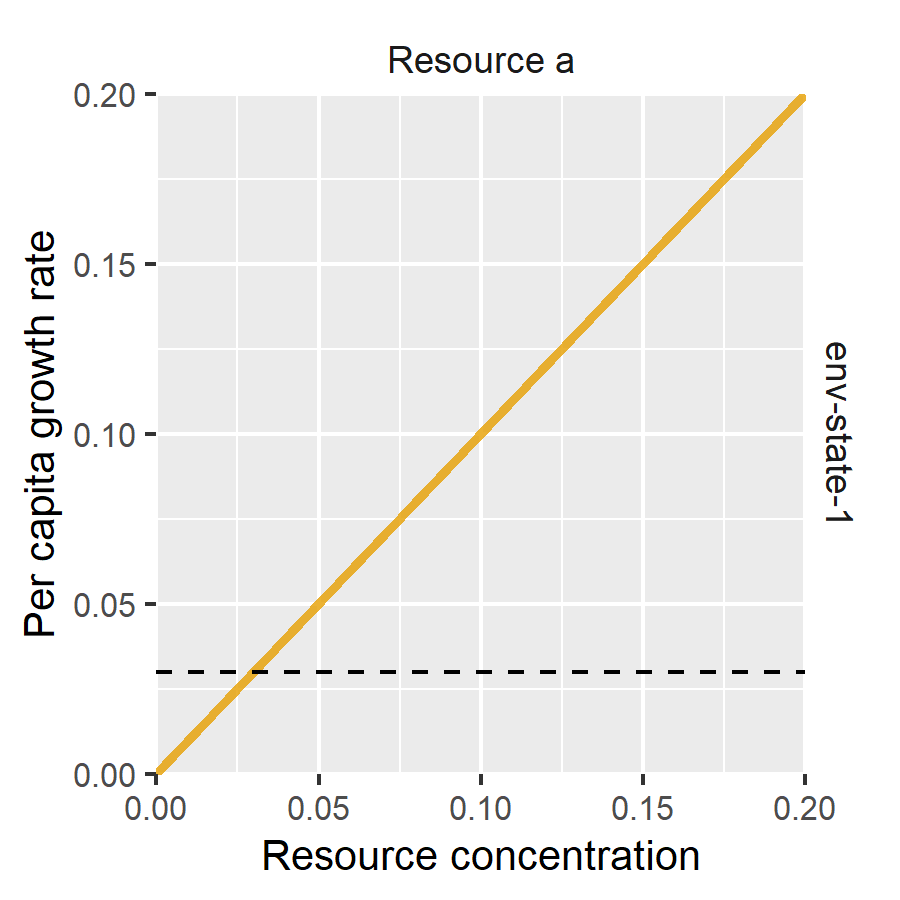 Resource a
0.20
0.15
0.10
0.05
0.00
Per capita growth rate
env-state-1
0.00 0.05 0.10 0.15 0.20
Resource concentration